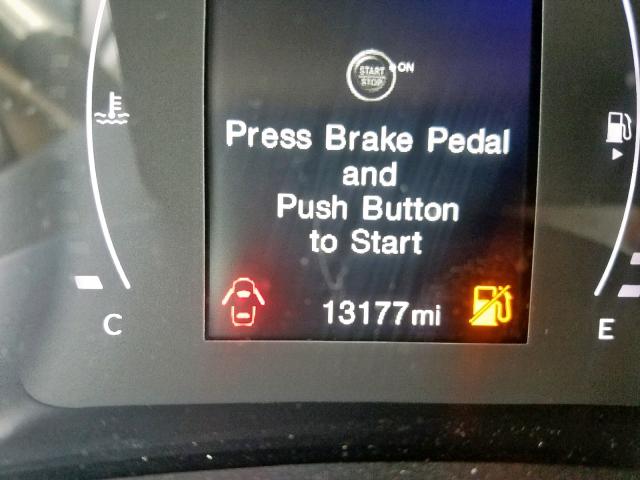 START
STOP
ON
Press Brake Pedal
and
Push Button
to Start
13177mi
C
E